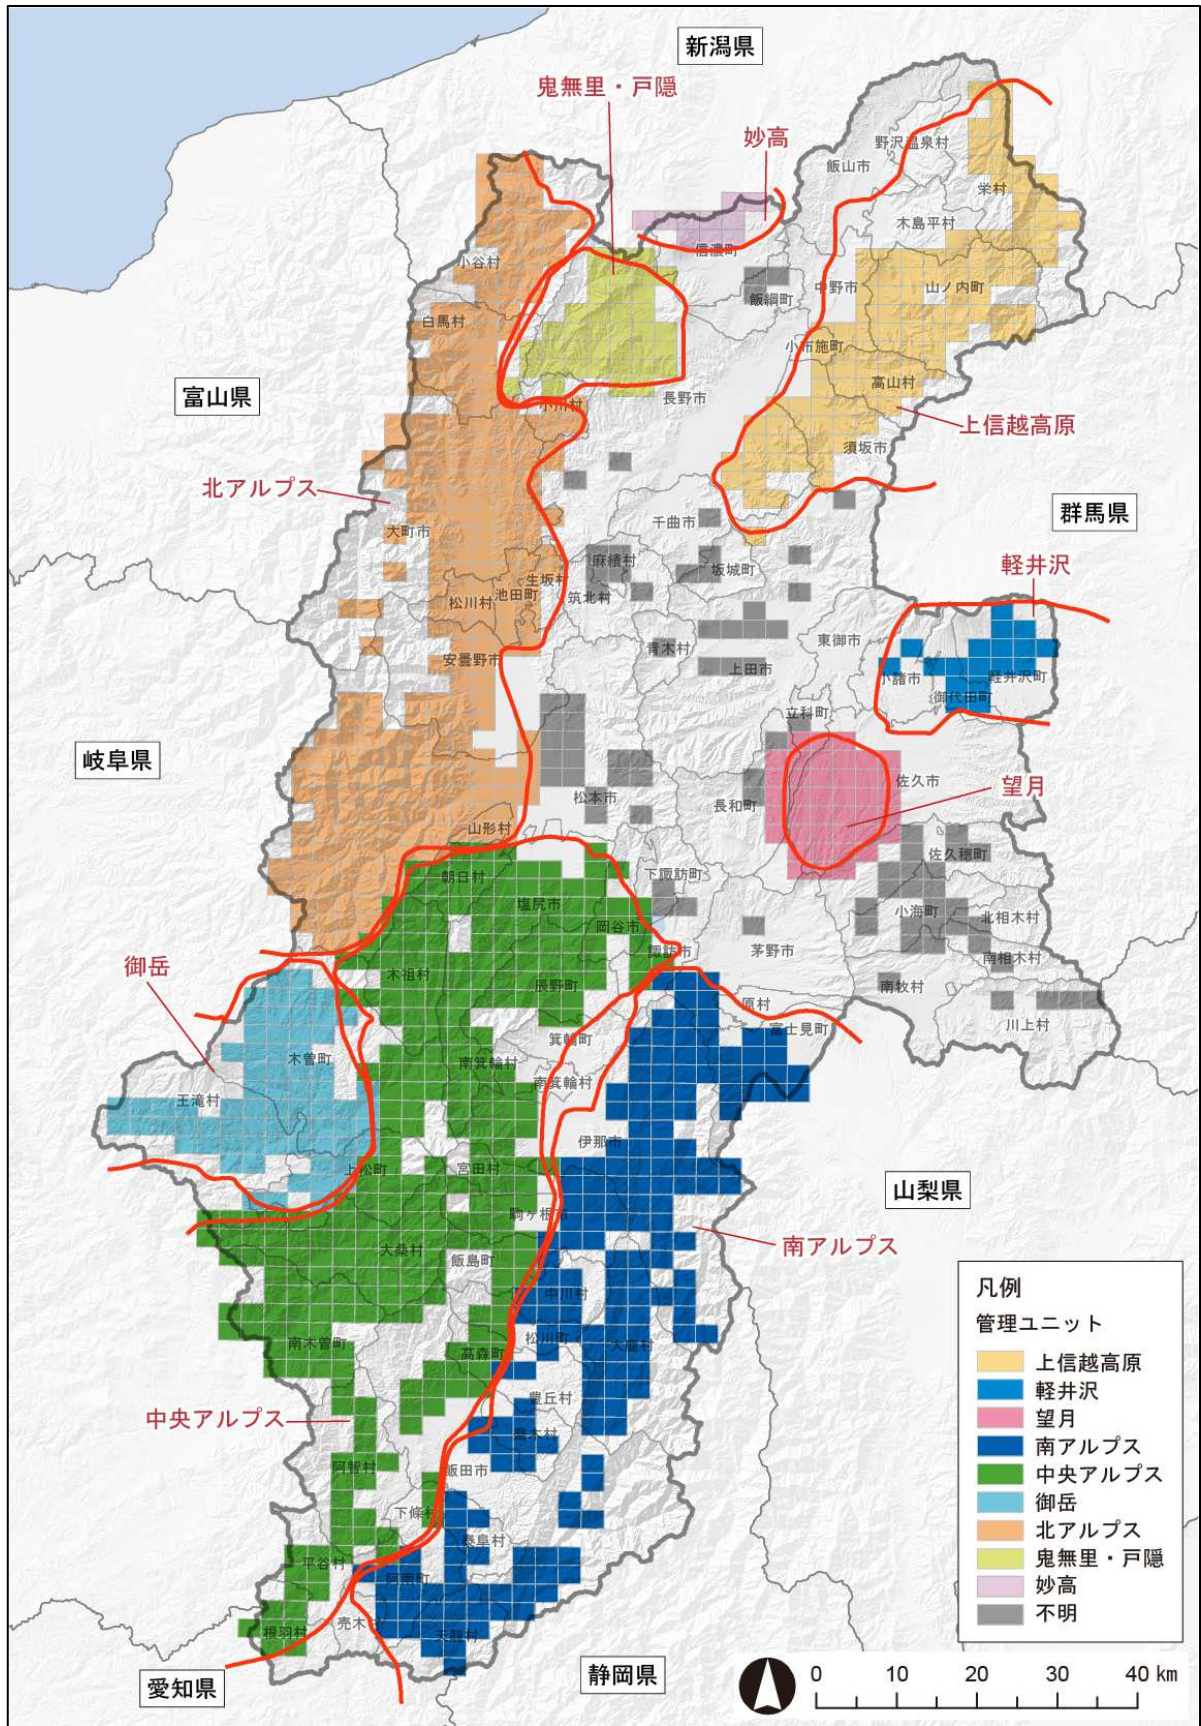 新潟県
鬼無里・戸隠
妙高
野沢温泉村
飯山市
栄村
木島平村
信濃町
小谷村
飯綱町
中野市
山ノ内町
白馬村
小布施町
富山県
高山村
小川村
長野市
上信越高原
須坂市
北アルプス
大町市
千曲市
群馬県
麻績村
坂城町
軽井沢
生坂村
池田町
松川村
筑北村
青木村
東御市
安曇野市
上田市
小諸市
軽井沢町
御代田町
立科町
岐阜県
佐久市
望月
松本市
長和町
山形村
佐久穂町
朝日村
下諏訪町
塩尻市
小海町
北相木村
岡谷市
諏訪市
茅野市
南相木村
御岳
木祖村
辰野町
南牧村
原村
川上村
富士見町
木曽町
箕輪町
南箕輪村
南箕輪村
王滝村
伊那市
上松町
宮田村
山梨県
駒ヶ根市
大桑村
飯島町
南アルプス
中川村
凡例
管理ユニット
上信越高原
軽井沢
望月
南アルプス
中央アルプス
御岳
北アルプス
鬼無里・戸隠
妙高
不明
南木曽町
松川町
大鹿村
高森町
豊丘村
中央アルプス
喬木村
阿智村
飯田市
下條村
泰阜村
平谷村
阿南町
根羽村
売木
天龍村
愛知県
静岡県
0 10 20 30 40 km